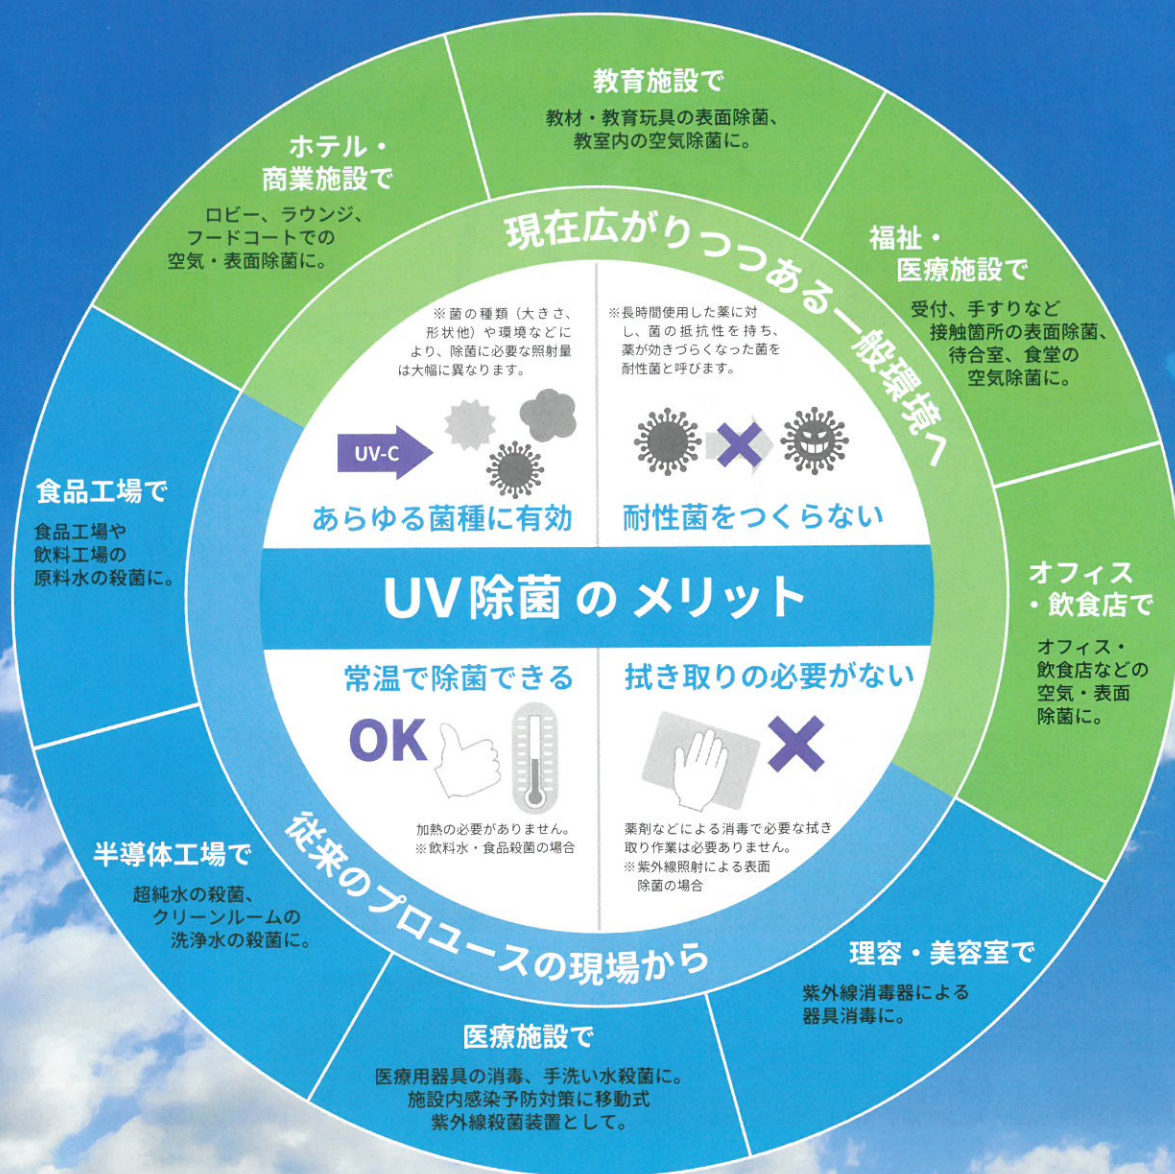 教育施設で
教材・教育玩具の表面除菌、
教室内の空気除菌に。
ホテル・
商業施設で
ロビー、ラウンジ、
フードコートでの
空気・表面除菌に。
福祉・
医療施設で
受付、手すりなど
接触箇所の表面除菌、
待合室、食堂の
空気除菌に。
オフィス
・飲食店で
オフィス・
飲食店などの
空気・表面
除菌に。
現在広がりつつある一般環境へ
※菌の種類（大きさ、
形状他）や環境などに
より、除菌に必要な照射量
は大幅に異なります。
UV-C
あらゆる菌種に有効
※長時間使用した薬に対
し、菌の抵抗性を持ち、
薬が効きづらくなった菌を
耐性菌と呼びます。
耐性菌をつくらない
UV除菌のメリット
常温で除菌できる
OK
加熱の必要がありません。
※飲料水・食品殺菌の場合
拭き取りの必要がない
薬剤などによる消毒で必要な拭き
取り作業は必要ありません。
※紫外線照射による表面
除菌の場合
従来のプロユースの現場から
食品工場で
食品工場や
飲料工場の
原料水の殺菌に。
半導体工場で
超純水の殺菌、
クリーンルームの
洗浄水の殺菌に。
医療施設で
医療用器具の消毒、手洗い水殺菌に。
施設内感染予防対策に移動式
紫外線殺菌装置として。
理容・美容室で
紫外線消毒器による
器具消毒に。